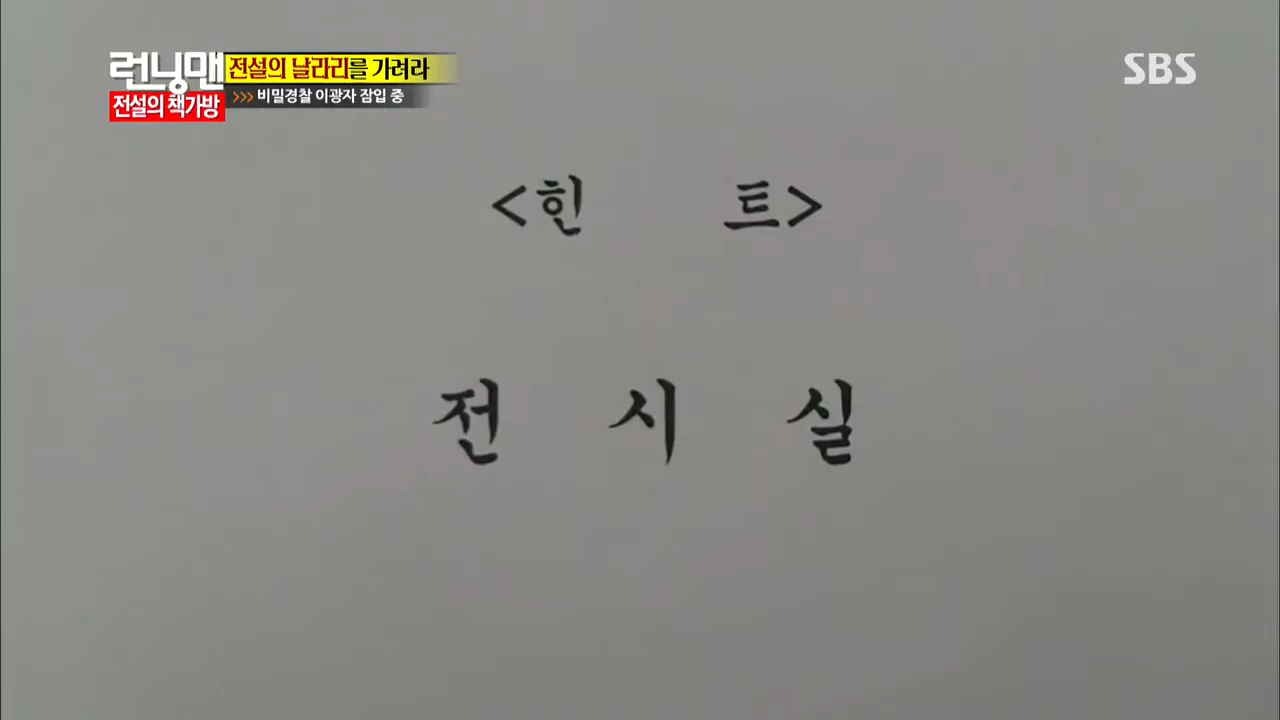 런닝맨
전설의 날라리를 가려라
SBS
전설의 책가방
>>> 비밀경찰 이광자 잠입 중
<힌 트>
전 시 실